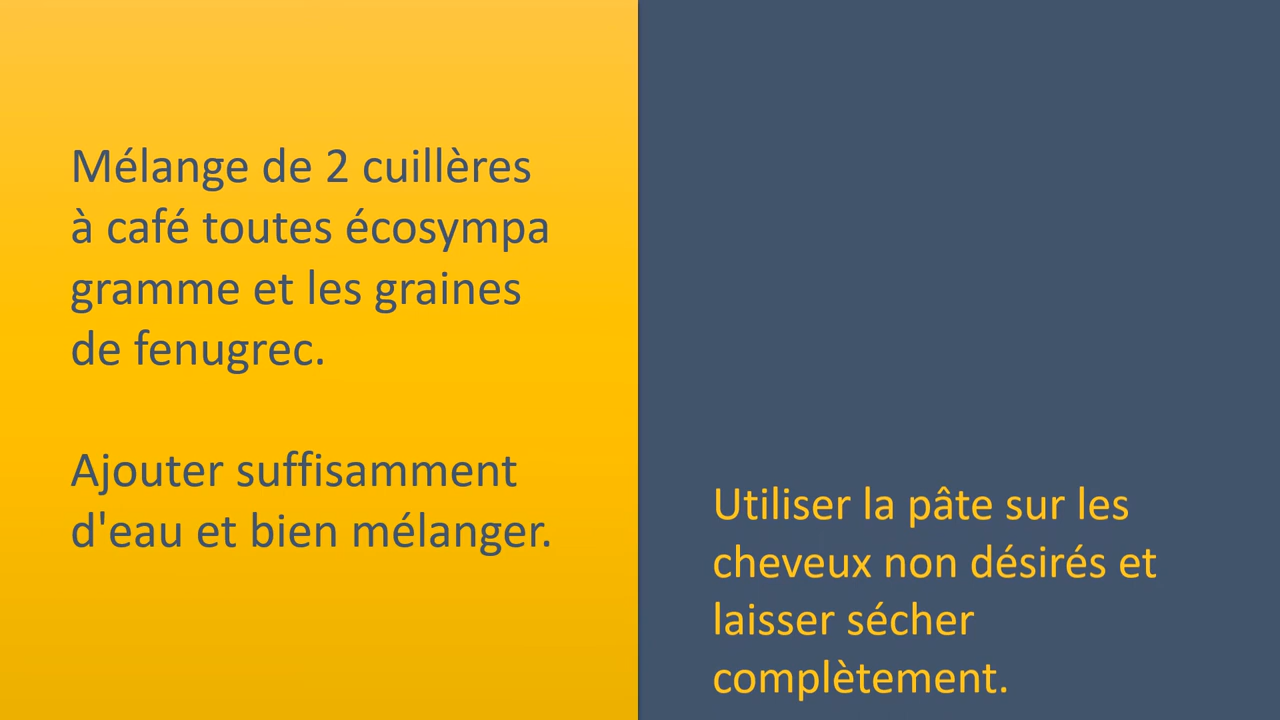 Mélange de 2 cuillères
à café toutes écosympa
gramme et les graines
de fenugrec.
Ajouter suffisamment
d'eau et bien mélanger.
Utiliser la pâte sur les
cheveux non désirés et
laisser sécher
complètement.